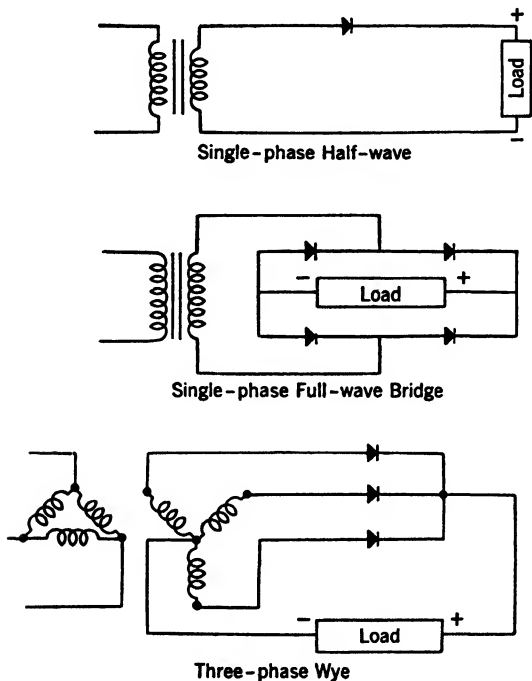 +
Load
-
Single-phase Half-wave
- Load +
Single-phase Full-wave Bridge
- Load +
Three-phase Wye